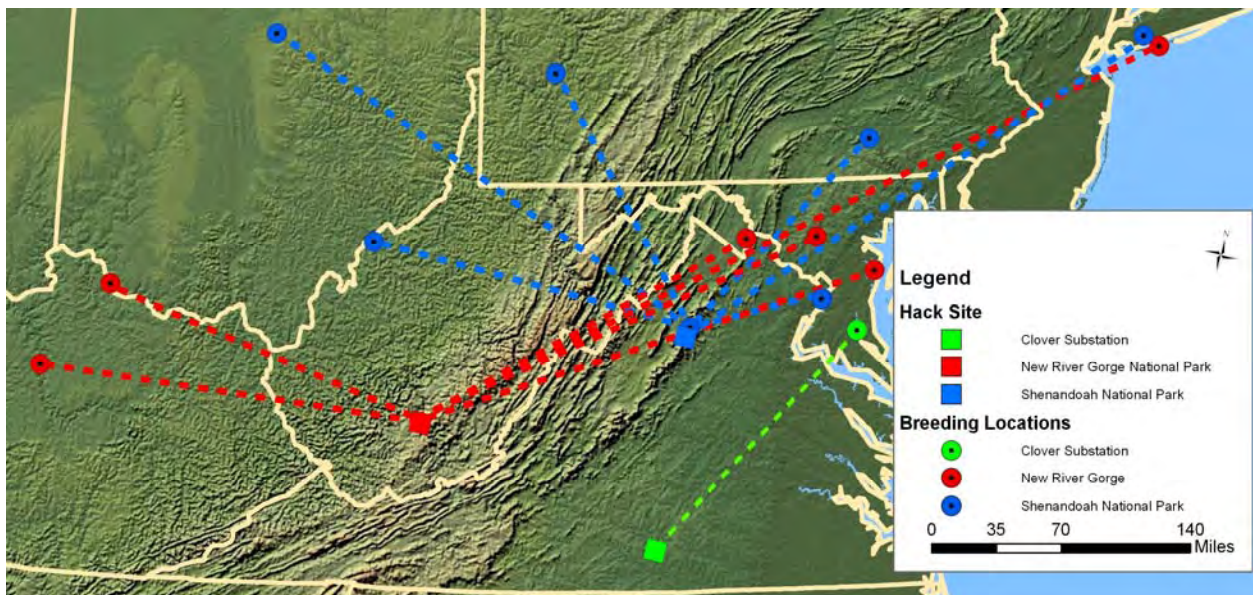 N
Legend
Hack Site
Clover Substation
New River Gorge National Park
Shenandoah National Park
Breeding Locations
Clover Substation
New River Gorge
Shenandoah National Park
0 35 70 140
Miles